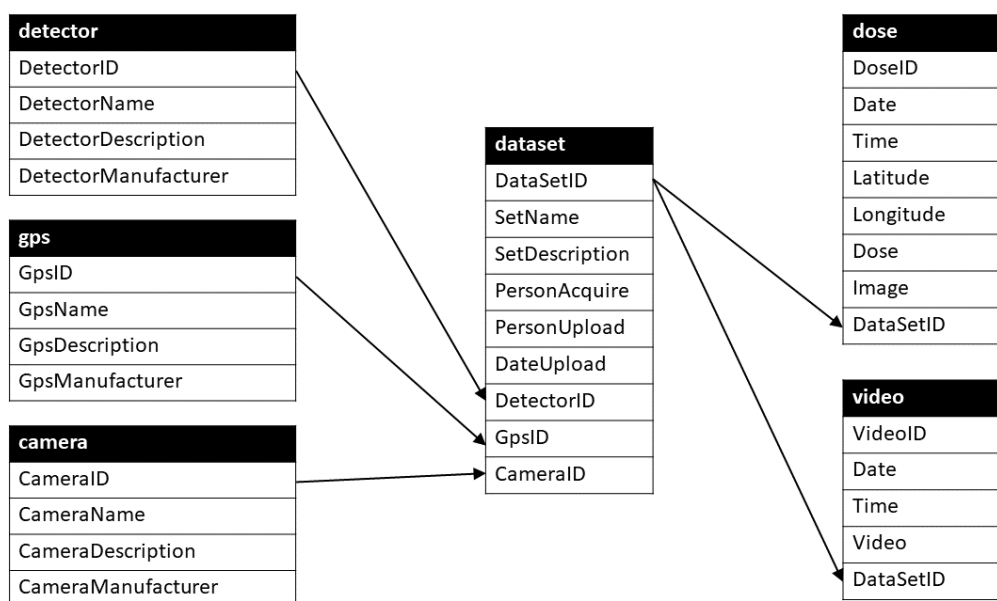 detector
DetectorID
DetectorName
DetectorDescription
DetectorManufacturer
gps
GpsID
GpsName
GpsDescription
GpsManufacturer
camera
CameraID
CameraName
CameraDescription
CameraManufacturer
dataset
DataSetID
SetName
SetDescription
PersonAcquire
PersonUpload
DateUpload
DetectorID
GpsID
CameraID
dose
DoseID
Date
Time
Latitude
Longitude
Dose
Image
DataSetID
video
VideoID
Date
Time
Video
DataSetID